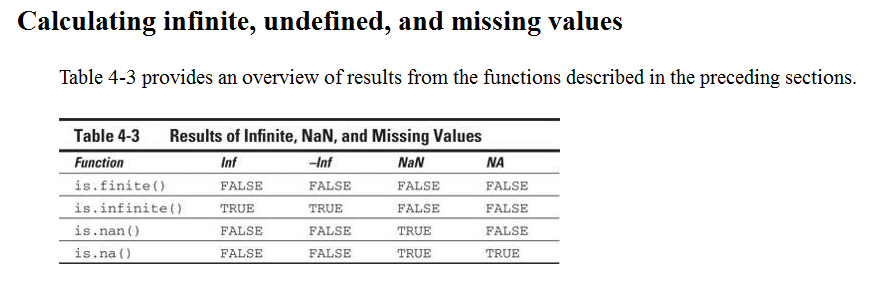 Calculating infinite, undefined, and missing values
Table 4-3 provides an overview of results from the functions described in the preceding sections.
Table 4-3 Results of Infinite, NaN, and Missing Values
Function Inf –Inf NaN NA
is.finite() FALSE FALSE FALSE FALSE
is.infinite() TRUE TRUE FALSE FALSE
is.nan() FALSE FALSE TRUE FALSE
is.na() FALSE FALSE TRUE TRUE